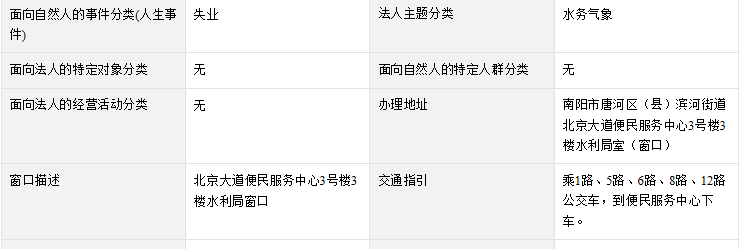 面向自然人的事件分类(人生事
件)
失业
法人主题分类
水务气象
面向法人的特定对象分类
无
面向自然人的特定人群分类
无
面向法人的经营活动分类
无
办理地址
南阳市唐河区（县）滨河街道
北京大道便民服务中心3号楼3
楼水利局室（窗口）
窗口描述
北京大道便民服务中心3号楼3
楼水利局窗口
交通指引
乘1路、5路、6路、8路、12路
公交车，到便民服务中心下
车。